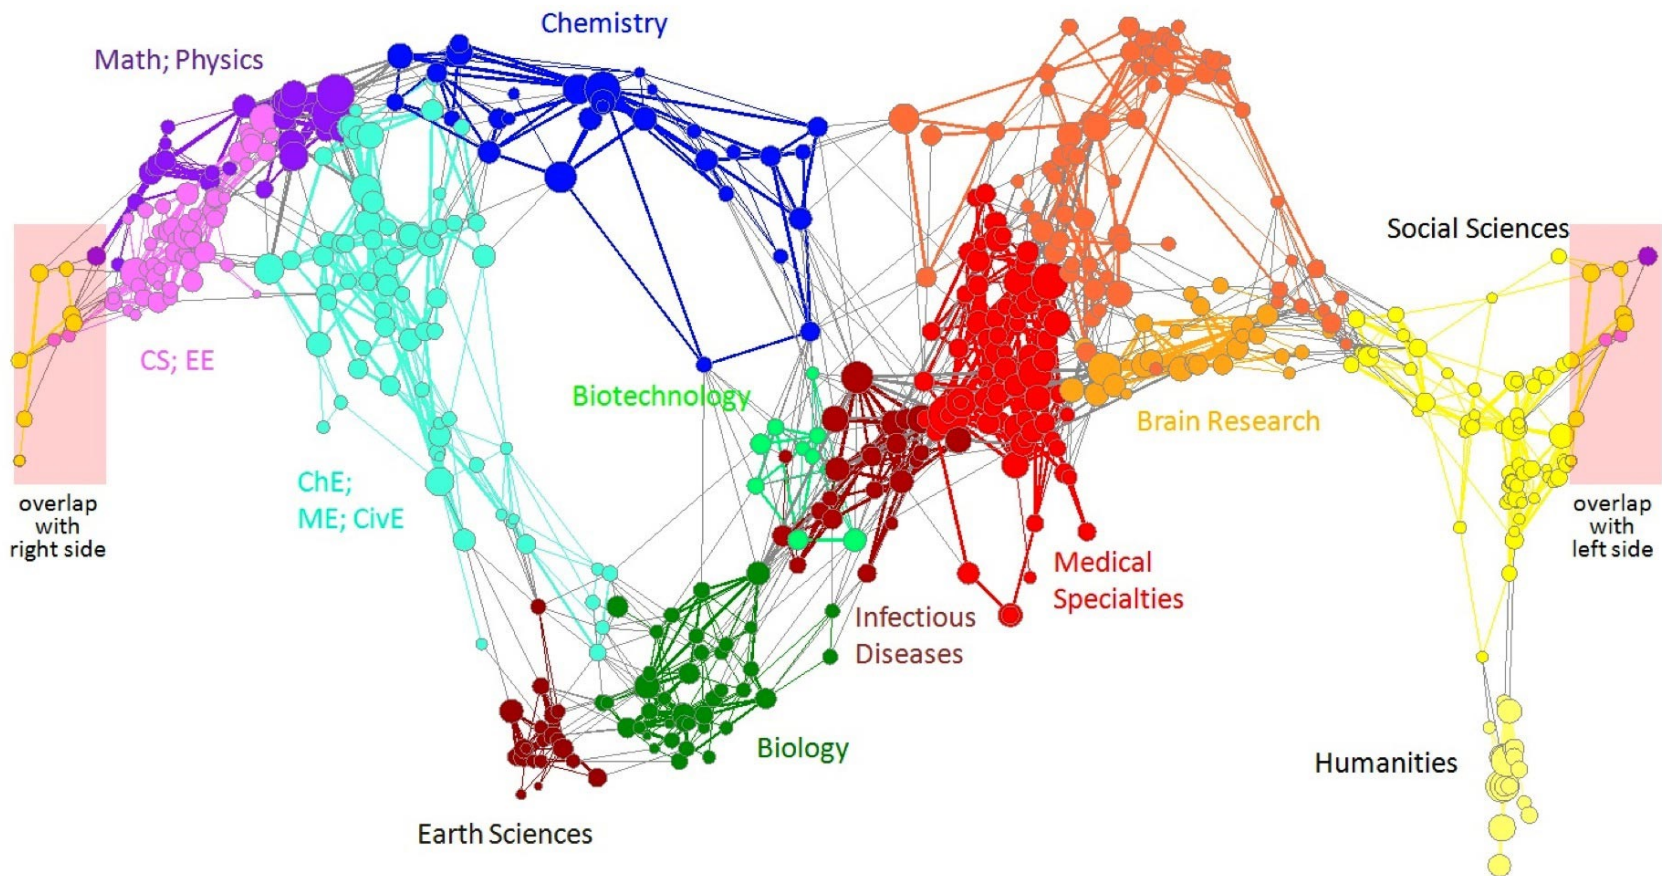 Chemistry
Math; Physics
Social Sciences
CS; EE
Biotechnology
Brain Research
ChE;
ME; CivE
overlap
with
right side
overlap
with
left side
Medical
Specialties
Infectious
Diseases
Biology
Humanities
Earth Sciences